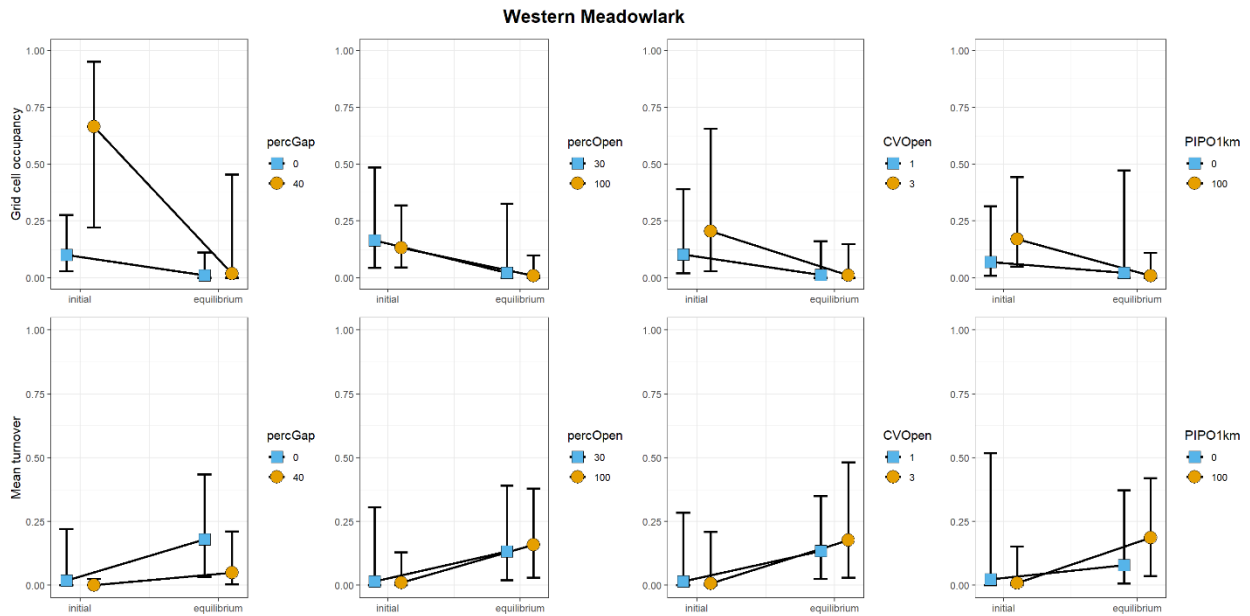 Western Meadowlark
Grid cell occupancy
1.00
0.75
0.50
0.25
0.00
initial
equilibrium
percGap
0
40
1.00
0.75
0.50
0.25
0.00
initial
equilibrium
percOpen
30
100
1.00
0.75
0.50
0.25
0.00
initial
equilibrium
CVOpen
1
3
1.00
0.75
0.50
0.25
0.00
initial
equilibrium
PIPO1km
0
100
Mean turnover
1.00
0.75
0.50
0.25
0.00
initial
equilibrium
percGap
0
40
1.00
0.75
0.50
0.25
0.00
initial
equilibrium
percOpen
30
100
1.00
0.75
0.50
0.25
0.00
initial
equilibrium
CVOpen
1
3
1.00
0.75
0.50
0.25
0.00
initial
equilibrium
PIPO1km
0
100